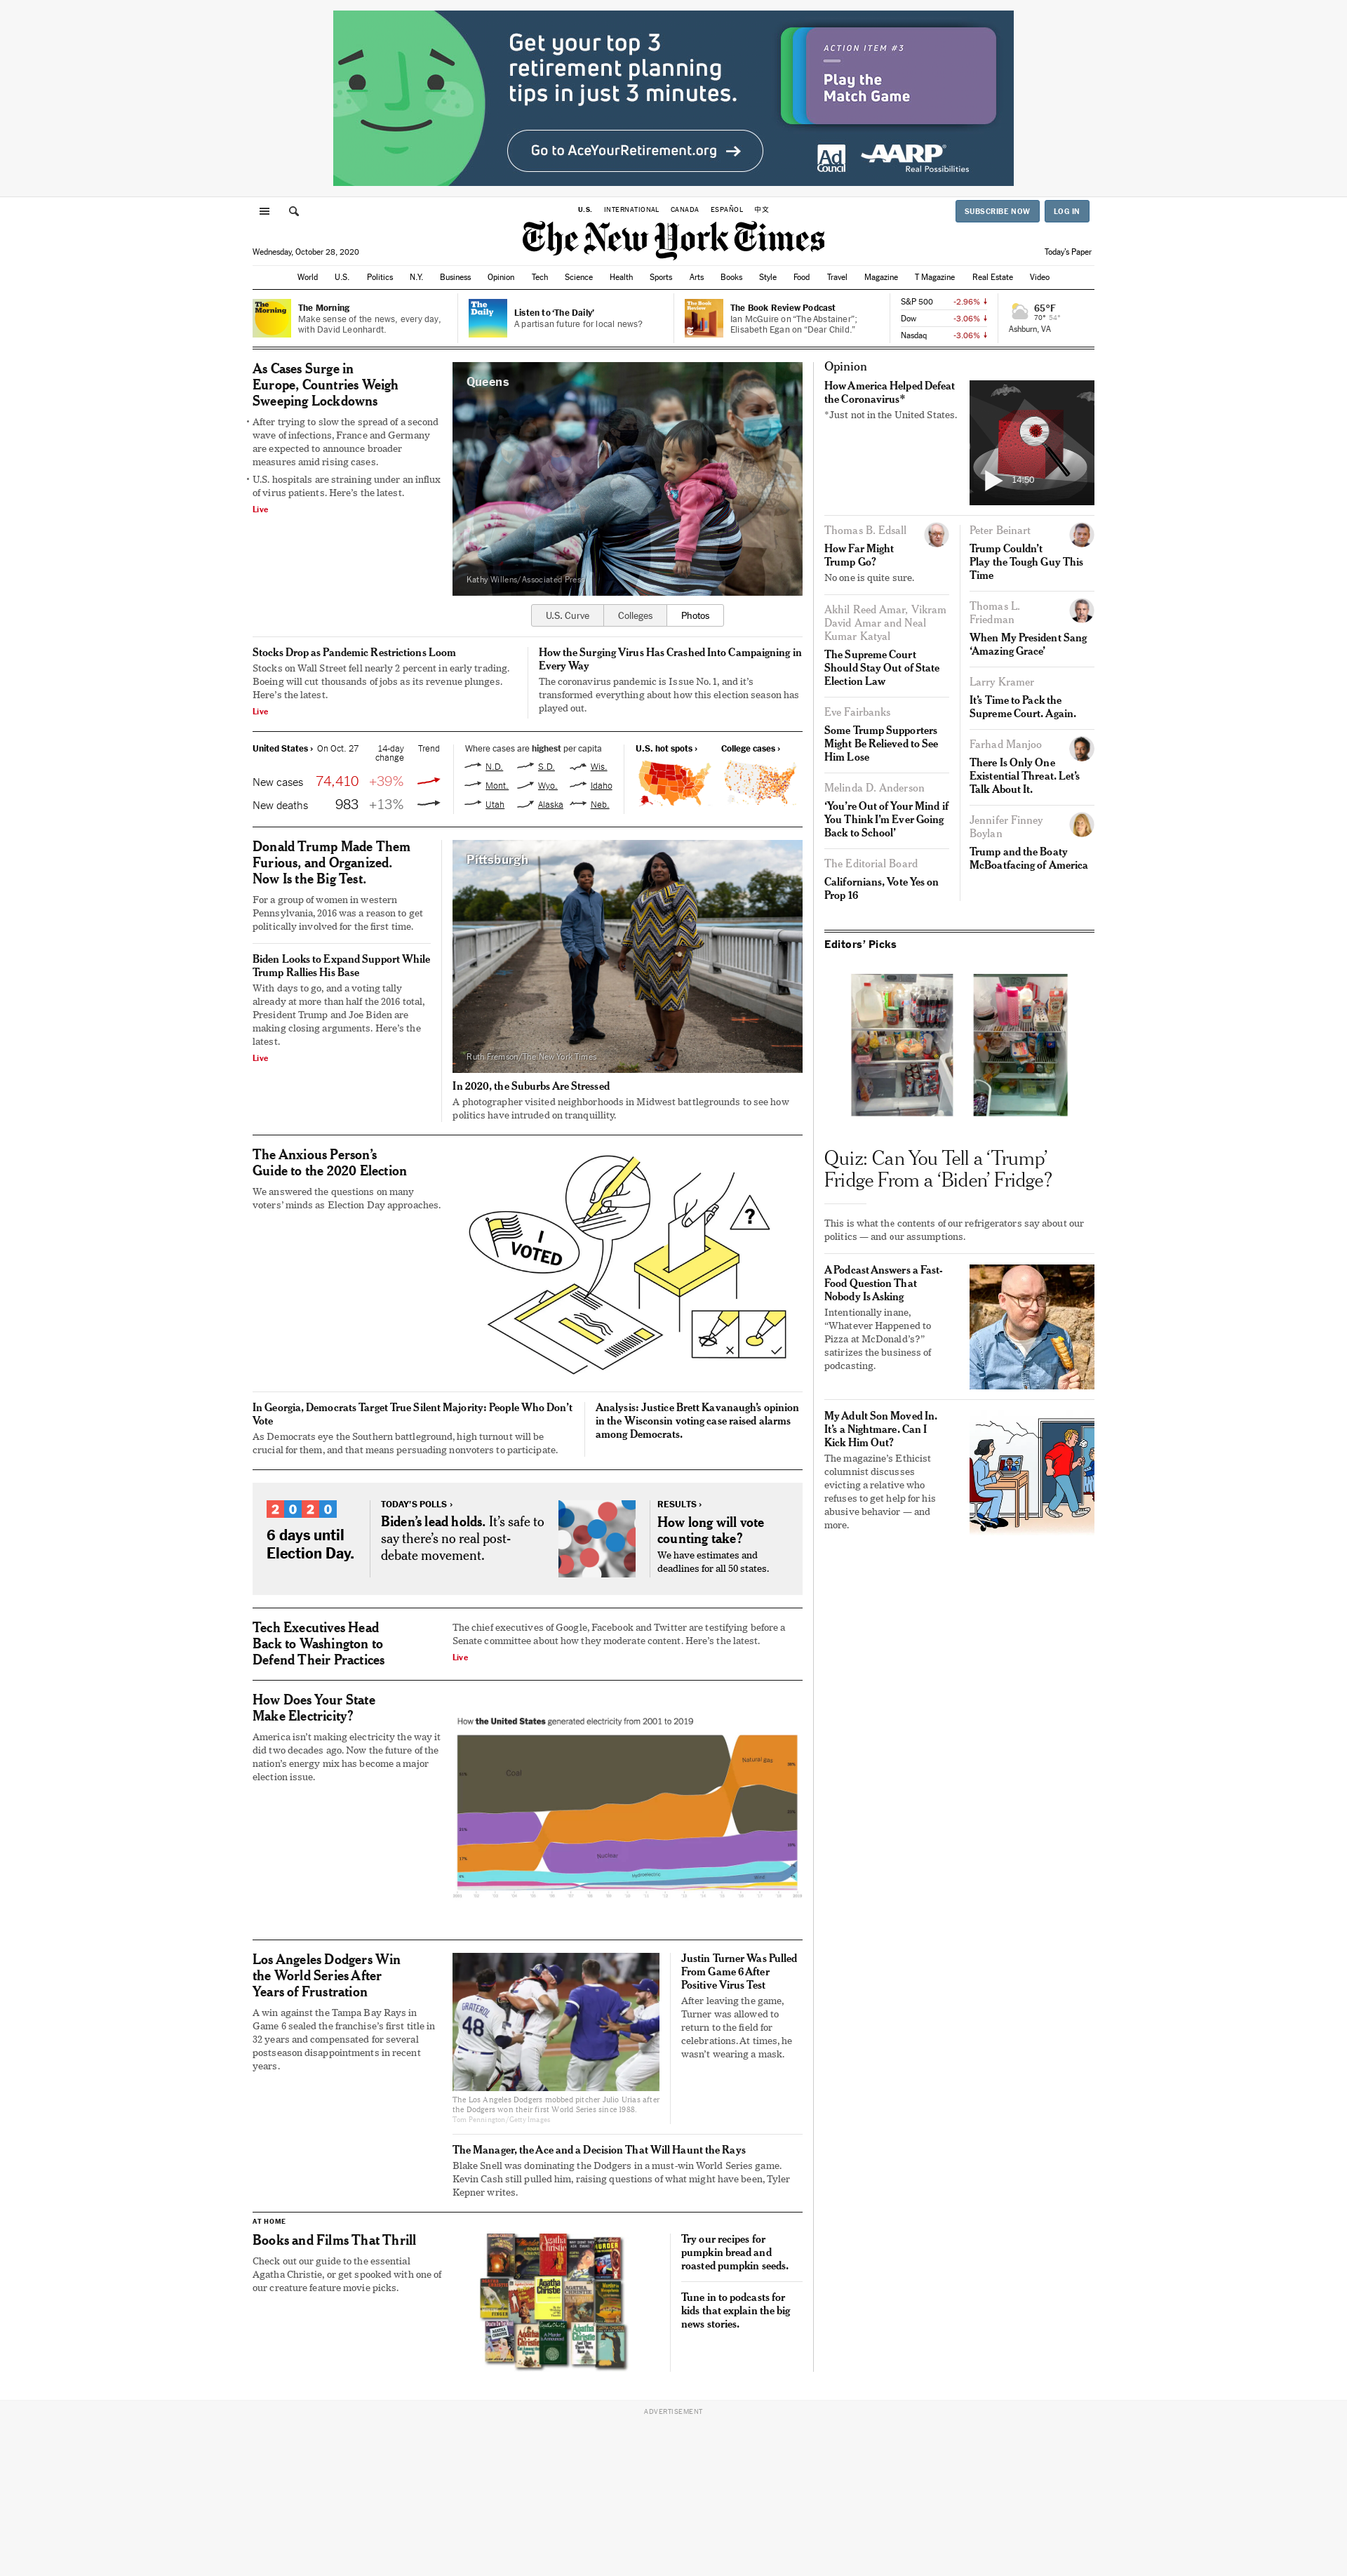 Get your top 3
retirement planning
tips in just 3 minutes.
Go to AceYourRetirement.org
ACTION ITEM #3
Play the
Match Game
Ad
Council
AARP
Real Possibilities
U.S. INTERNATIONAL CANADA ESPAÑOL 中文
SUBSCRIBE NOW
LOG IN
The New York Times
Wednesday, October 28, 2020
Today's Paper
World U.S. Politics N.Y. Business Opinion Tech Science Health Sports Arts Books Style Food Travel Magazine T Magazine Real Estate Video
The
Morning
The Morning
Make sense of the news, every day,
with David Leonhardt.
The
Daily
Listen to ‘The Daily’
A partisan future for local news?
The Book
Review
The Book Review Podcast
Ian McGuire on “The Abstainer”;
Elisabeth Egan on “Dear Child.”
S&P 500 -2.96% ↓
Dow -3.06% ↓
Nasdaq -3.06% ↓
65°F
70° 54°
Ashburn, VA
As Cases Surge in
Europe, Countries Weigh
Sweeping Lockdowns
• After trying to slow the spread of a second
wave of infections, France and Germany
are expected to announce broader
measures amid rising cases.
• U.S. hospitals are straining under an influx
of virus patients. Here’s the latest.
Live
Queens
Kathy Willens/Associated Press
U.S. Curve Colleges Photos
Stocks Drop as Pandemic Restrictions Loom
Stocks on Wall Street fell nearly 2 percent in early trading.
Boeing will cut thousands of jobs as its revenue plunges.
Here’s the latest.
Live
How the Surging Virus Has Crashed Into Campaigning in
Every Way
The coronavirus pandemic is Issue No. 1, and it’s
transformed everything about how this election season has
played out.
United States › On Oct. 27 14-day
change Trend
New cases 74,410 +39%
New deaths 983 +13%
Where cases are highest per capita
N.D. S.D. Wis.
Mont. Wyo. Idaho
Utah Alaska Neb.
U.S. hot spots ›
College cases ›
Donald Trump Made Them
Furious, and Organized.
Now Is the Big Test.
For a group of women in western
Pennsylvania, 2016 was a reason to get
politically involved for the first time.
Biden Looks to Expand Support While
Trump Rallies His Base
With days to go, and a voting tally
already at more than half the 2016 total,
President Trump and Joe Biden are
making closing arguments. Here’s the
latest.
Live
Pittsburgh
Ruth Fremson/The New York Times
In 2020, the Suburbs Are Stressed
A photographer visited neighborhoods in Midwest battlegrounds to see how
politics have intruded on tranquillity.
The Anxious Person’s
Guide to the 2020 Election
We answered the questions on many
voters’ minds as Election Day approaches.
I
VOTED
?
In Georgia, Democrats Target True Silent Majority: People Who Don’t
Vote
As Democrats eye the Southern battleground, high turnout will be
crucial for them, and that means persuading nonvoters to participate.
Analysis: Justice Brett Kavanaugh’s opinion
in the Wisconsin voting case raised alarms
among Democrats.
2020
6 days until
Election Day.
TODAY’S POLLS ›
Biden’s lead holds. It’s safe to
say there’s no real post-
debate movement.
RESULTS ›
How long will vote
counting take?
We have estimates and
deadlines for all 50 states.
Tech Executives Head
Back to Washington to
Defend Their Practices
The chief executives of Google, Facebook and Twitter are testifying before a
Senate committee about how they moderate content. Here’s the latest.
Live
How Does Your State
Make Electricity?
America isn’t making electricity the way it
did two decades ago. Now the future of the
nation’s energy mix has become a major
election issue.
How the United States generated electricity from 2001 to 2019
Coal
Natural gas
Nuclear
Hydroelectric
Los Angeles Dodgers Win
the World Series After
Years of Frustration
A win against the Tampa Bay Rays in
Game 6 sealed the franchise’s first title in
32 years and compensated for several
postseason disappointments in recent
years.
GRATEROL
48
The Los Angeles Dodgers mobbed pitcher Julio Urias after
the Dodgers won their first World Series since 1988.
Tom Pennington/Getty Images
Justin Turner Was Pulled
From Game 6 After
Positive Virus Test
After leaving the game,
Turner was allowed to
return to the field for
celebrations. At times, he
wasn’t wearing a mask.
The Manager, the Ace and a Decision That Will Haunt the Rays
Blake Snell was dominating the Dodgers in a must-win World Series game.
Kevin Cash still pulled him, raising questions of what might have been, Tyler
Kepner writes.
AT HOME
Books and Films That Thrill
Check out our guide to the essential
Agatha Christie, or get spooked with one of
our creature feature movie picks.
Agatha
Christie
Try our recipes for
pumpkin bread and
roasted pumpkin seeds.
Tune in to podcasts for
kids that explain the big
news stories.
Opinion
How America Helped Defeat
the Coronavirus*
*Just not in the United States.
14:50
Thomas B. Edsall
How Far Might
Trump Go?
No one is quite sure.
Akhil Reed Amar, Vikram
David Amar and Neal
Kumar Katyal
The Supreme Court
Should Stay Out of State
Election Law
Eve Fairbanks
Some Trump Supporters
Might Be Relieved to See
Him Lose
Melinda D. Anderson
‘You’re Out of Your Mind if
You Think I’m Ever Going
Back to School’
The Editorial Board
Californians, Vote Yes on
Prop 16
Peter Beinart
Trump Couldn’t
Play the Tough Guy This
Time
Thomas L.
Friedman
When My President Sang
‘Amazing Grace’
Larry Kramer
It’s Time to Pack the
Supreme Court. Again.
Farhad Manjoo
There Is Only One
Existential Threat. Let’s
Talk About It.
Jennifer Finney
Boylan
Trump and the Boaty
McBoatfacing of America
Editors’ Picks
Quiz: Can You Tell a ‘Trump’
Fridge From a ‘Biden’ Fridge?
This is what the contents of our refrigerators say about our
politics — and our assumptions.
A Podcast Answers a Fast-
Food Question That
Nobody Is Asking
Intentionally inane,
“Whatever Happened to
Pizza at McDonald’s?”
satirizes the business of
podcasting.
My Adult Son Moved In.
It’s a Nightmare. Can I
Kick Him Out?
The magazine’s Ethicist
columnist discusses
evicting a relative who
refuses to get help for his
abusive behavior — and
more.
ADVERTISEMENT